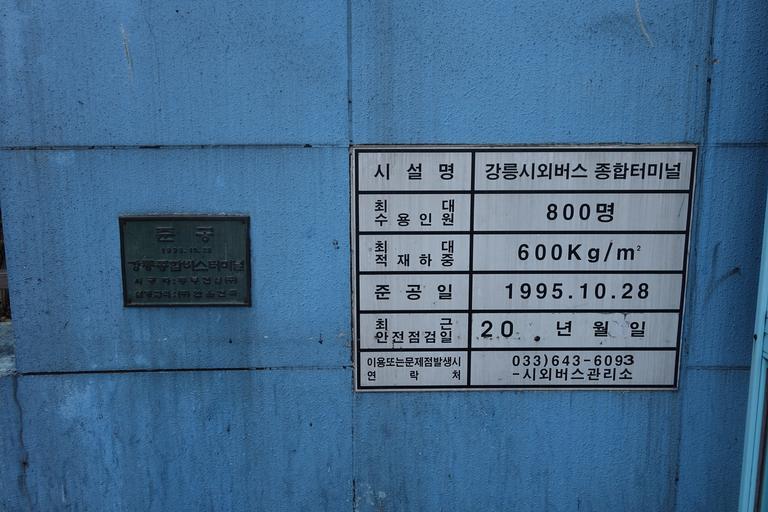 준 공
1995.10.28
강릉종합버스터미널
시설명 강릉시외버스 종합터미널
최대 수용인원 800명
최대 적재하중 600Kg/m²
준공일 1995.10.28
최근 안전점검일 20 . 년 월 일
이용또는문제점발생시 033)643-6093
연락처 -시외버스관리소